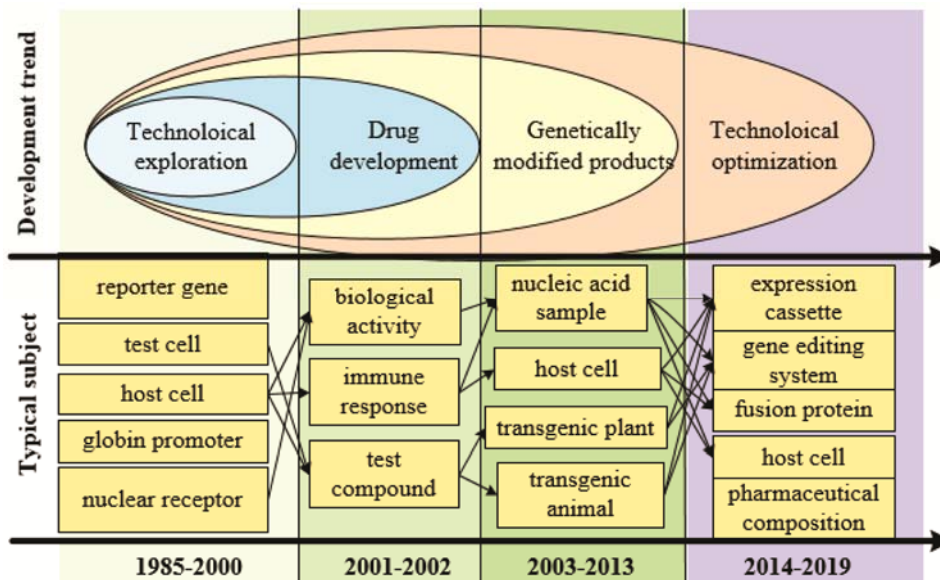 Development trend
Technoloical
exploration
Drug
development
Genetically
modified products
Technoloical
optimization
Typical subject
reporter gene
test cell
host cell
globin promoter
nuclear receptor
biological
activity
immune
response
test
compound
nucleic acid
sample
host cell
transgenic plant
transgenic
animal
expression
cassette
gene editing
system
fusion protein
host cell
pharmaceutical
composition
1985-2000
2001-2002
2003-2013
2014-2019